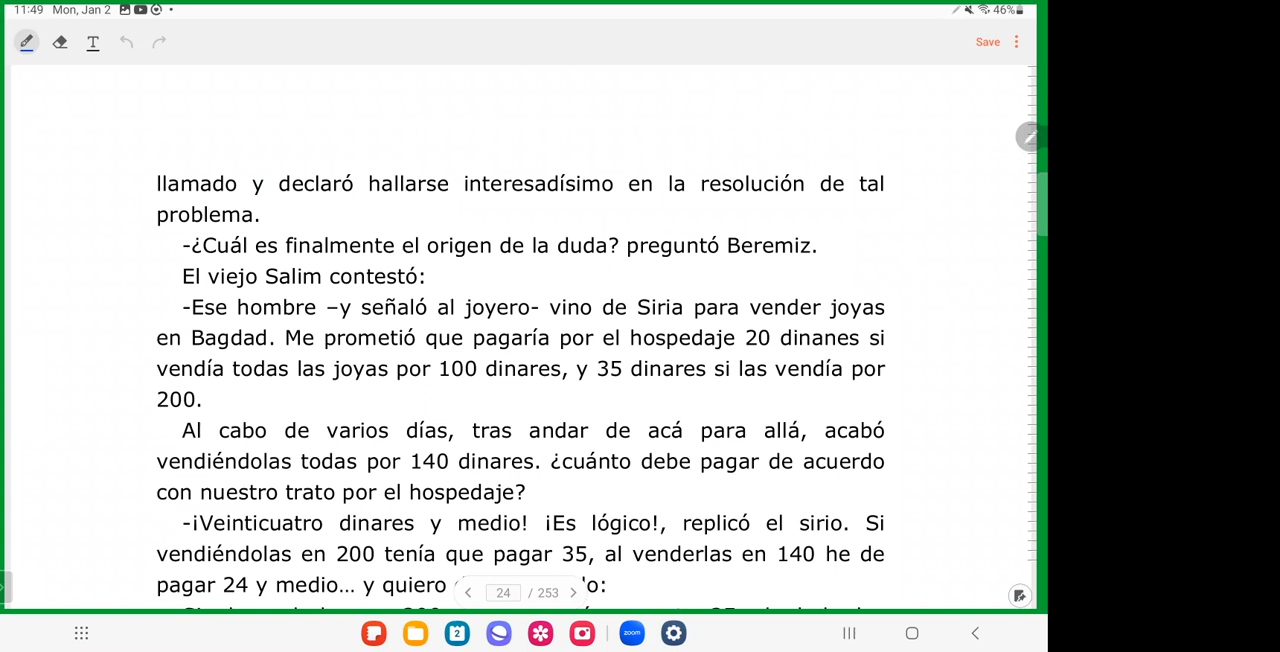 11:49 Mon, Jan 2
46%
T
Save
llamado y declaró hallarse interesadísimo en la resolución de tal
problema.
-¿Cuál es finalmente el origen de la duda? preguntó Beremiz.
El viejo Salim contestó:
-Ese hombre –y señaló al joyero- vino de Siria para vender joyas
en Bagdad. Me prometió que pagaría por el hospedaje 20 dinanes si
vendía todas las joyas por 100 dinares, y 35 dinares si las vendía por
200.
Al cabo de varios días, tras andar de acá para allá, acabó
vendiéndolas todas por 140 dinares. ¿cuánto debe pagar de acuerdo
con nuestro trato por el hospedaje?
-¡Veinticuatro dinares y medio! ¡Es lógico!, replicó el sirio. Si
vendiéndolas en 200 tenía que pagar 35, al venderlas en 140 he de
pagar 24 y medio... y quiero
24 / 253
2
zoom